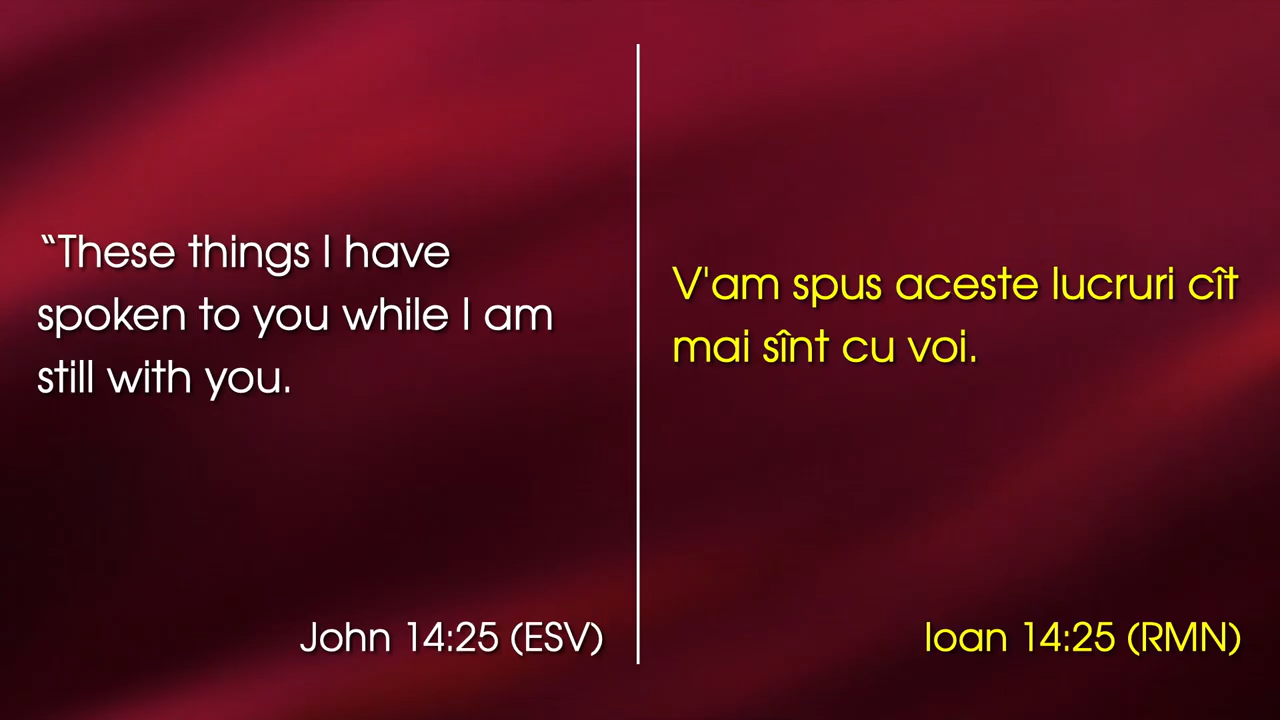 “These things I have
spoken to you while I am
still with you.
John 14:25 (ESV)
V'am spus aceste lucruri cît
mai sînt cu voi.
Ioan 14:25 (RMN)